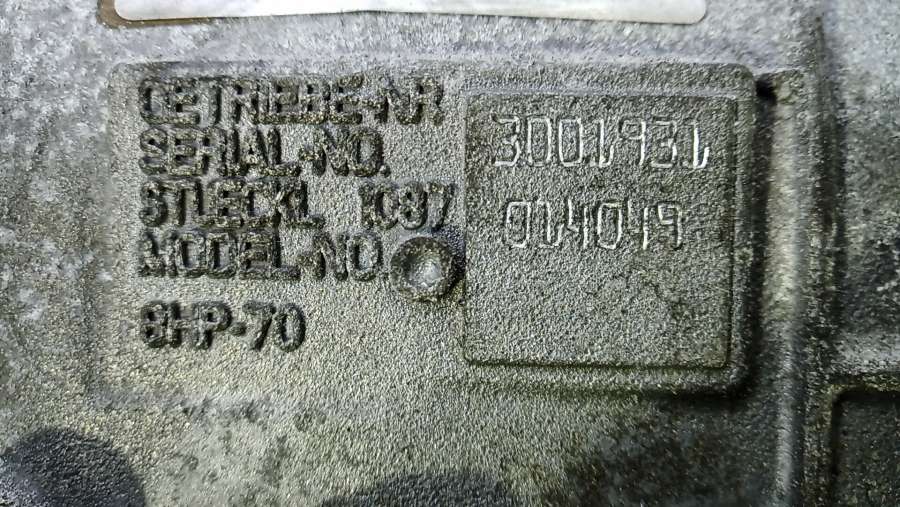 GETRIEBE-NR.
SERIAL-NO.
STUECKL 1087
MODEL-NO.
8HP-70
3001931
014049